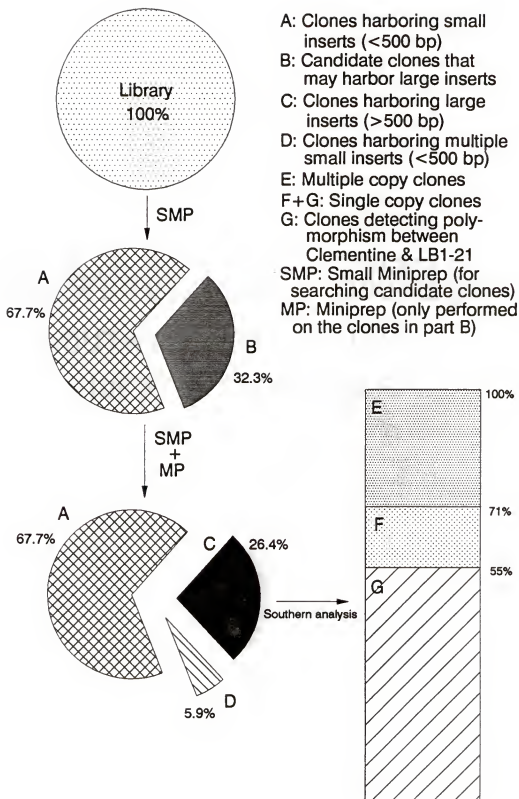 Library
100%
A: Clones harboring small
inserts (<500 bp)
B: Candidate clones that
may harbor large inserts
C: Clones harboring large
inserts (>500 bp)
D: Clones harboring multiple
small inserts (<500 bp)
E: Multiple copy clones
F+G: Single copy clones
G: Clones detecting poly-
morphism between
Clementine & LB1-21
SMP: Small Miniprep (for
searching candidate clones)
MP: Miniprep (only performed
on the clones in part B)
SMP
A
67.7%
B
32.3%
SMP
+
MP
A
67.7%
C
26.4%
D
5.9%
Southern analysis
E
100%
F
71%
G
55%